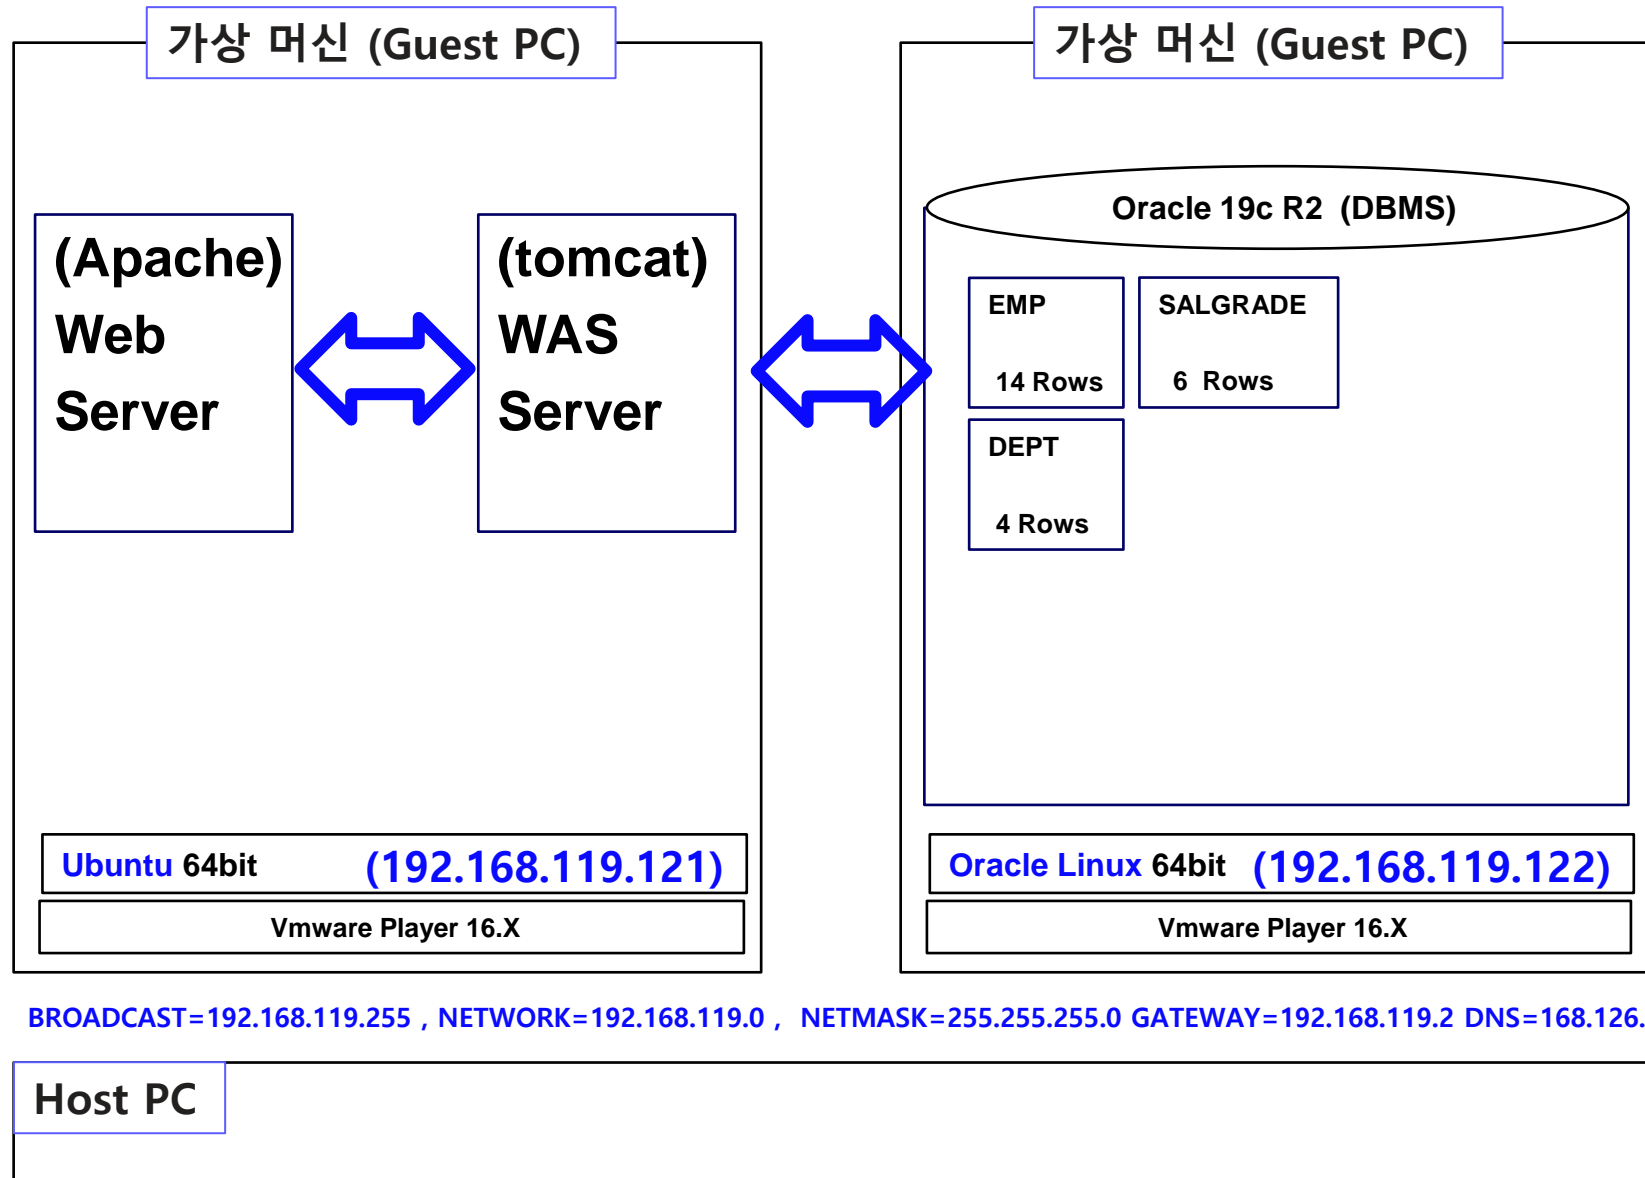 가상 머신 (Guest PC)
(Apache)
Web
Server
(tomcat)
WAS
Server
Ubuntu 64bit (192.168.119.121)
Vmware Player 16.X
가상 머신 (Guest PC)
Oracle 19c R2 (DBMS)
EMP
14 Rows
SALGRADE
6 Rows
DEPT
4 Rows
Oracle Linux 64bit (192.168.119.122)
Vmware Player 16.X
BROADCAST=192.168.119.255 , NETWORK=192.168.119.0 , NETMASK=255.255.255.0 GATEWAY=192.168.119.2 DNS=168.126.
Host PC